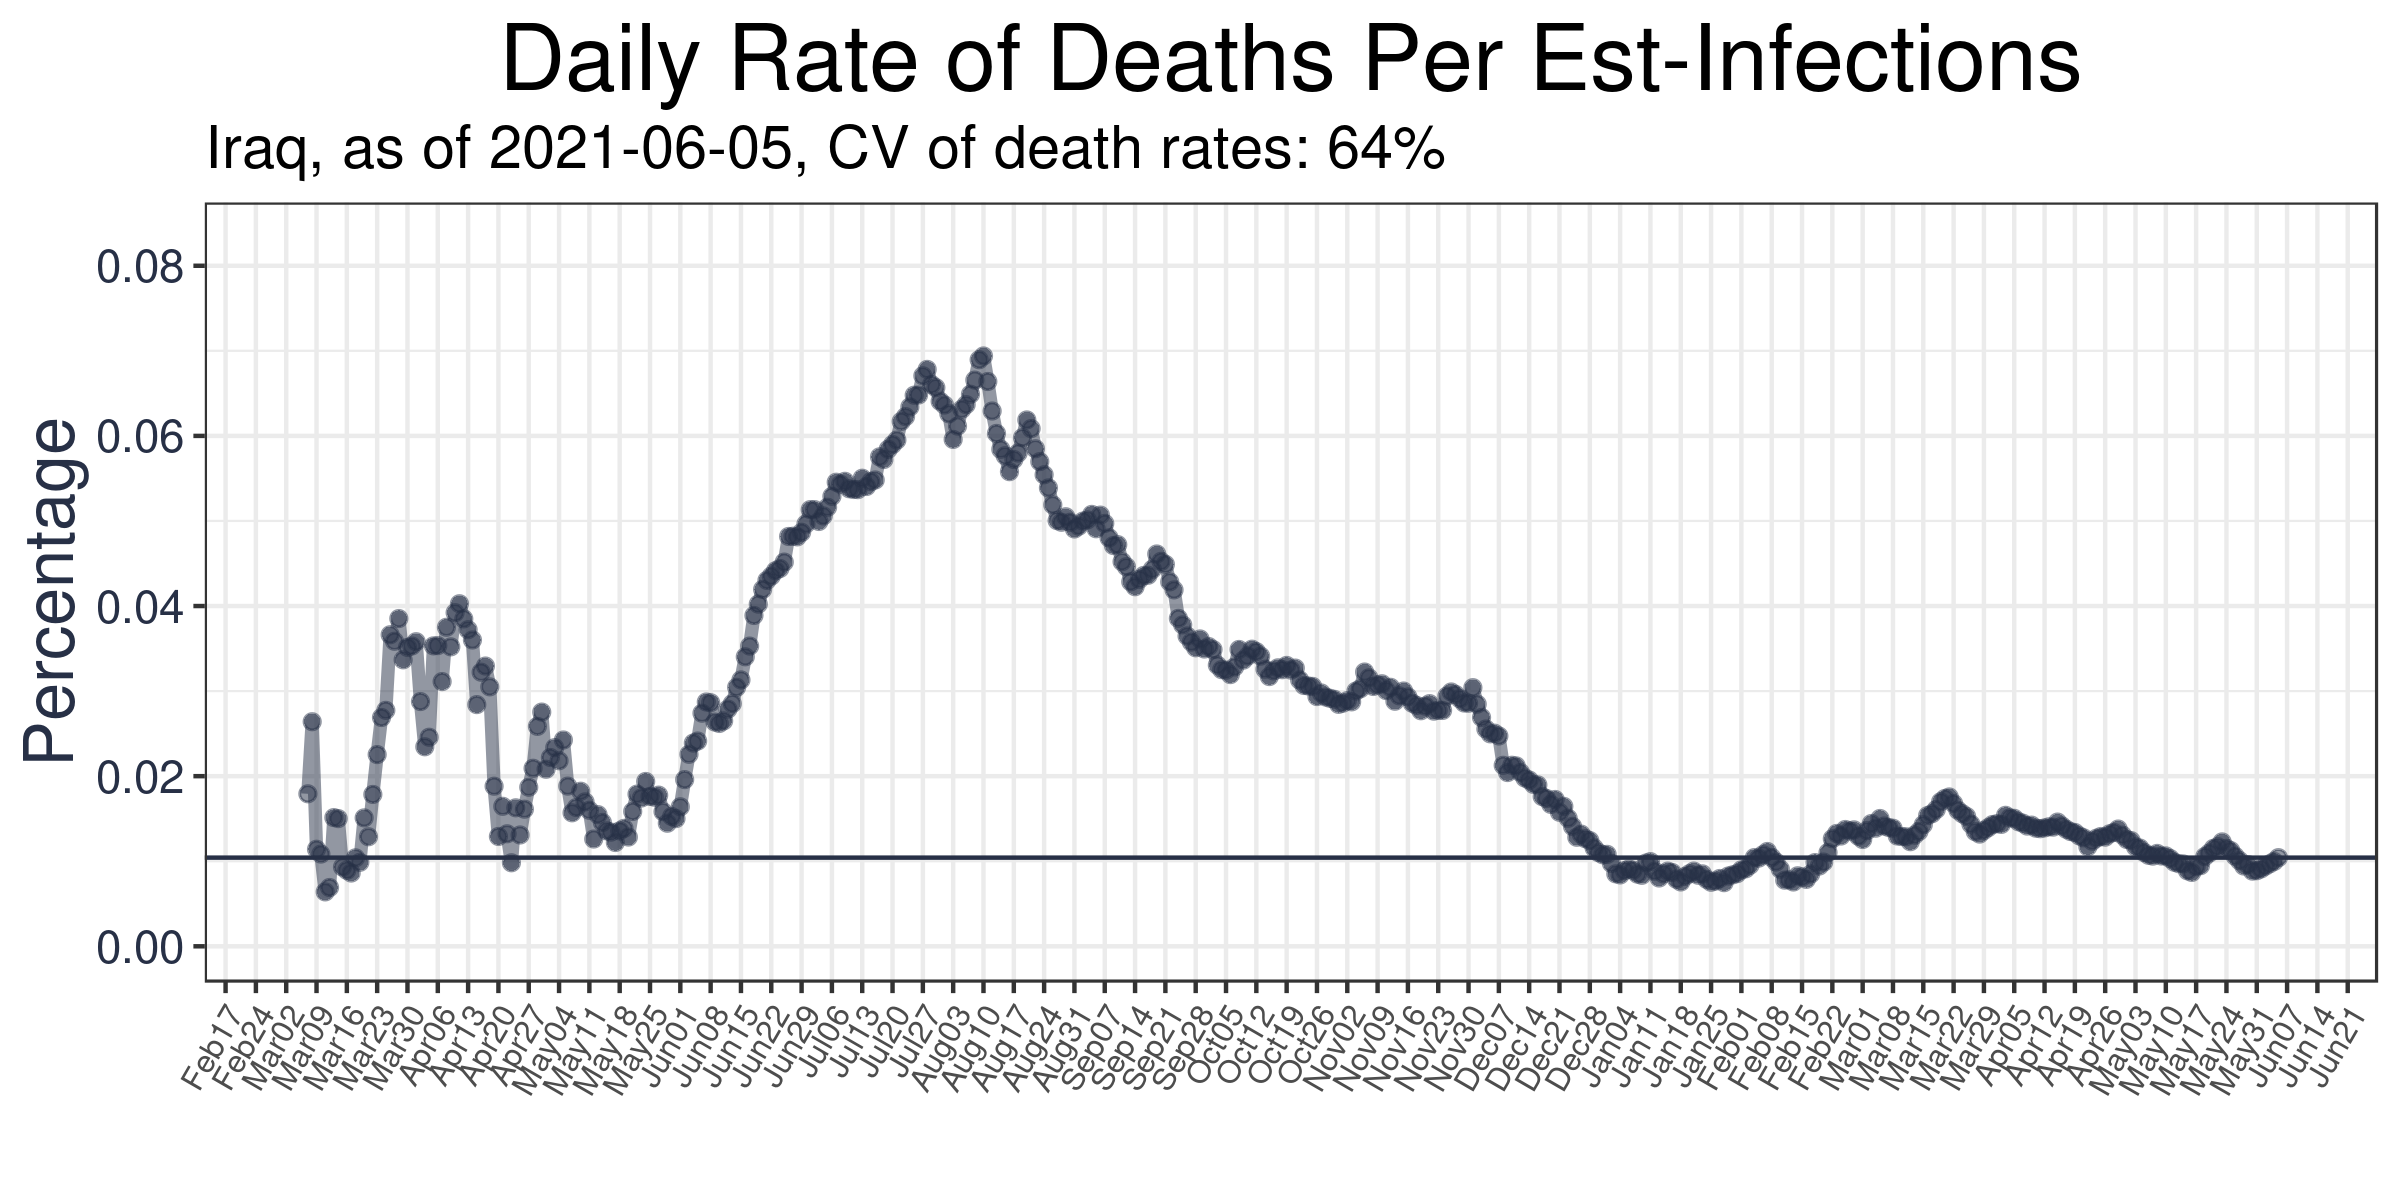 Daily Rate of Deaths Per Est-Infections
Iraq, as of 2021-06-05, CV of death rates: 64%
Percentage
0.08
0.06
0.04
0.02
0.00
Feb17
Feb24
Mar02
Mar09
Mar16
Mar23
Mar30
Apr06
Apr13
Apr20
Apr27
May04
May11
May18
May25
Jun01
Jun08
Jun15
Jun22
Jun29
Jul06
Jul13
Jul20
Jul27
Aug03
Aug10
Aug17
Aug24
Aug31
Sep07
Sep14
Sep21
Sep28
Oct05
Oct12
Oct19
Oct26
Nov02
Nov09
Nov16
Nov23
Nov30
Dec07
Dec14
Dec21
Dec28
Jan04
Jan11
Jan18
Jan25
Feb01
Feb08
Feb15
Feb22
Mar01
Mar08
Mar15
Mar22
Mar29
Apr05
Apr12
Apr19
Apr26
May03
May10
May17
May24
May31
Jun07
Jun14
Jun21